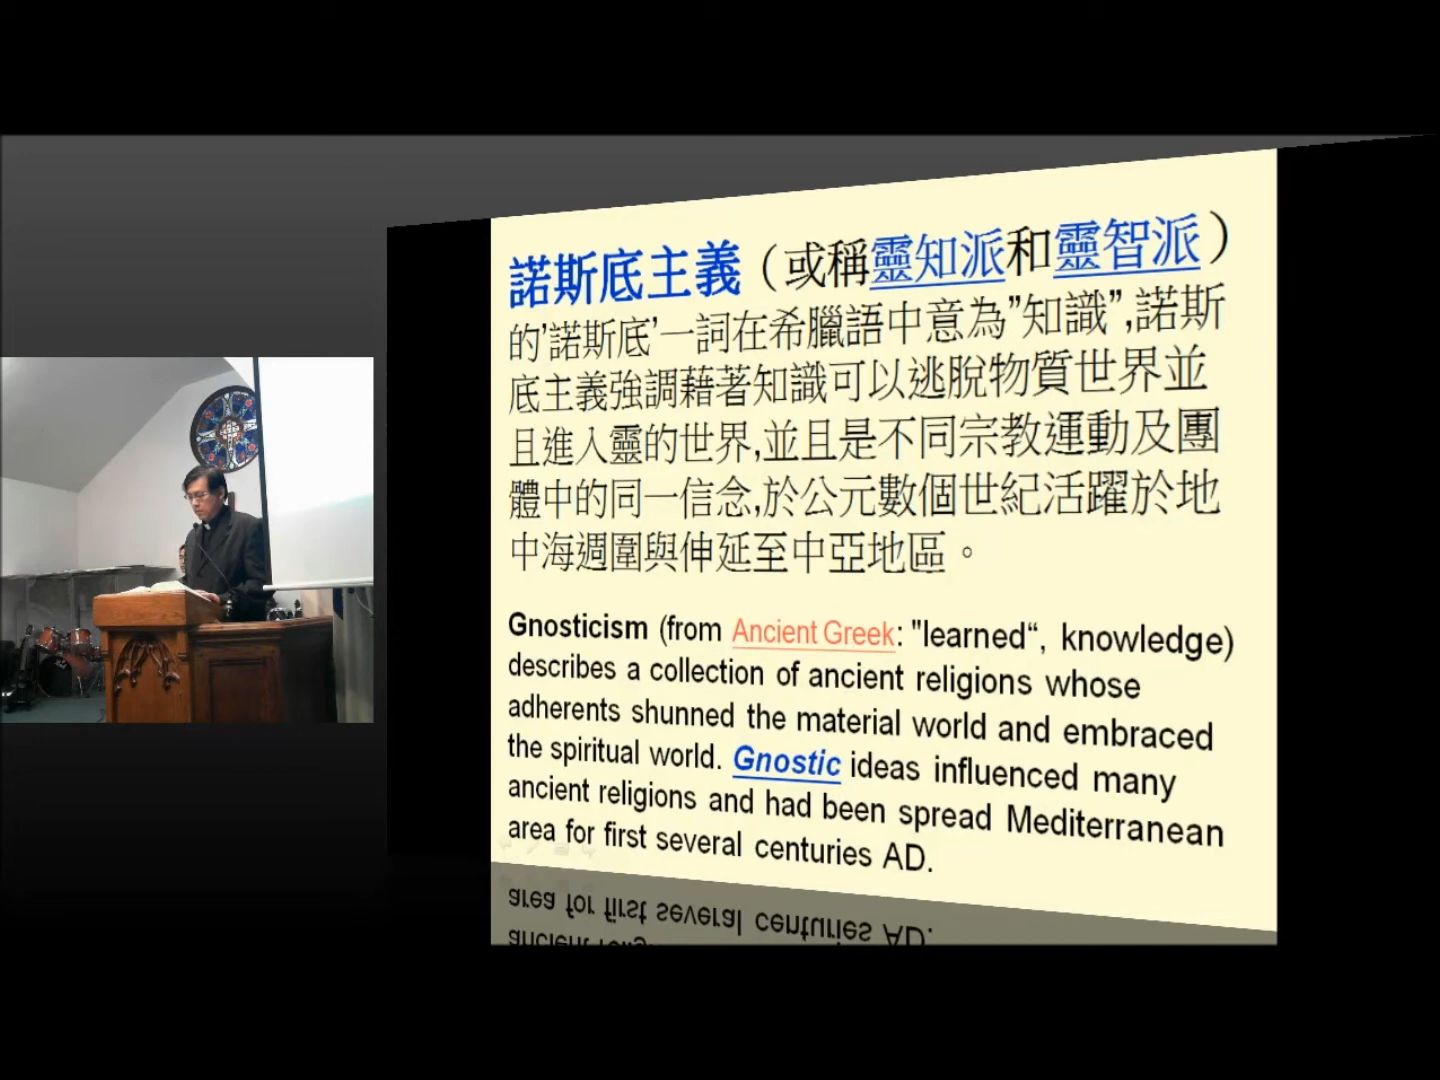 諾斯底主義（或稱靈知派和靈智派）
的'諾斯底'一詞在希臘語中意為"知識",諾斯
底主義強調藉著知識可以逃脫物質世界並
且進入靈的世界,並且是不同宗教運動及團
體中的同一信念,於公元數個世紀活躍於地
中海週圍與伸延至中亞地區。
Gnosticism (from Ancient Greek: "learned“, knowledge)
describes a collection of ancient religions whose
adherents shunned the material world and embraced
the spiritual world. Gnostic ideas influenced many
ancient religions and had been spread Mediterranean
area for first several centuries AD.